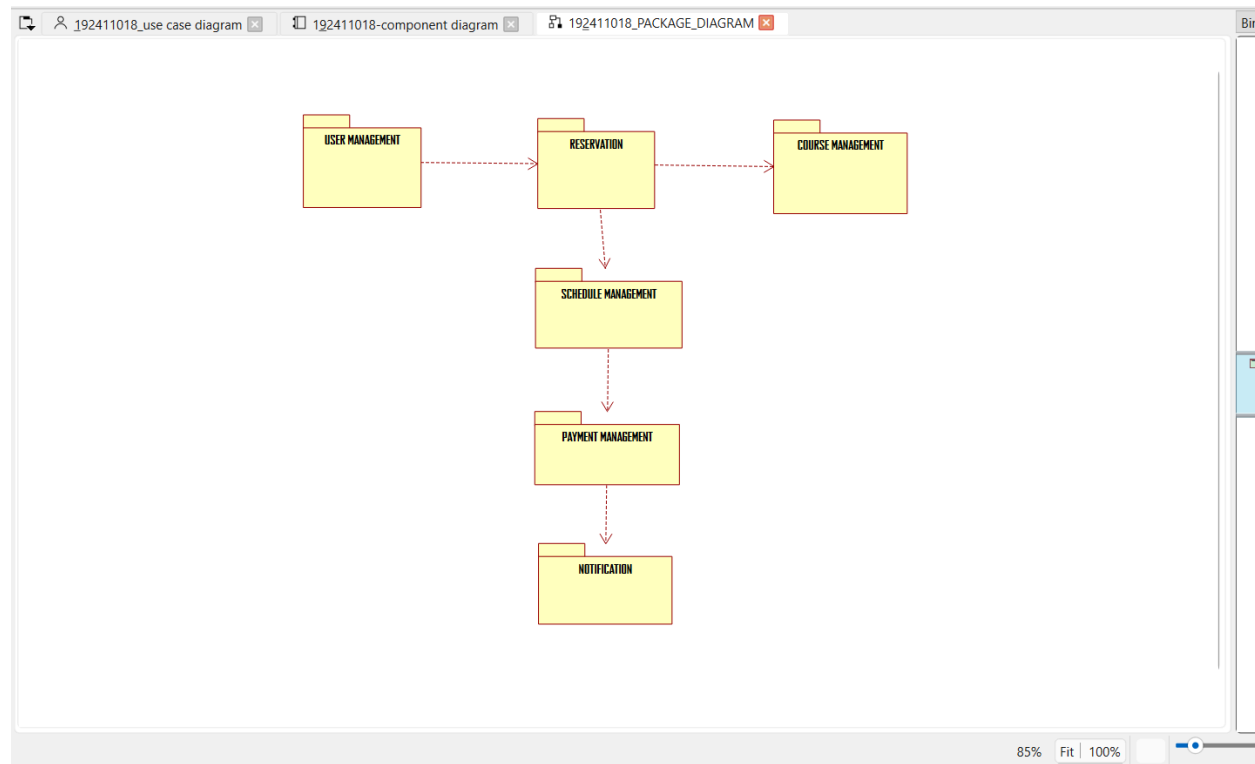 192411018_use case diagram
192411018-component diagram
192411018_PACKAGE_DIAGRAM
USER MANAGEMENT
RESERVATION
COURSE MANAGEMENT
SCHEDULE MANAGEMENT
PAYMENT MANAGEMENT
NOTIFICATION
85% Fit 100%